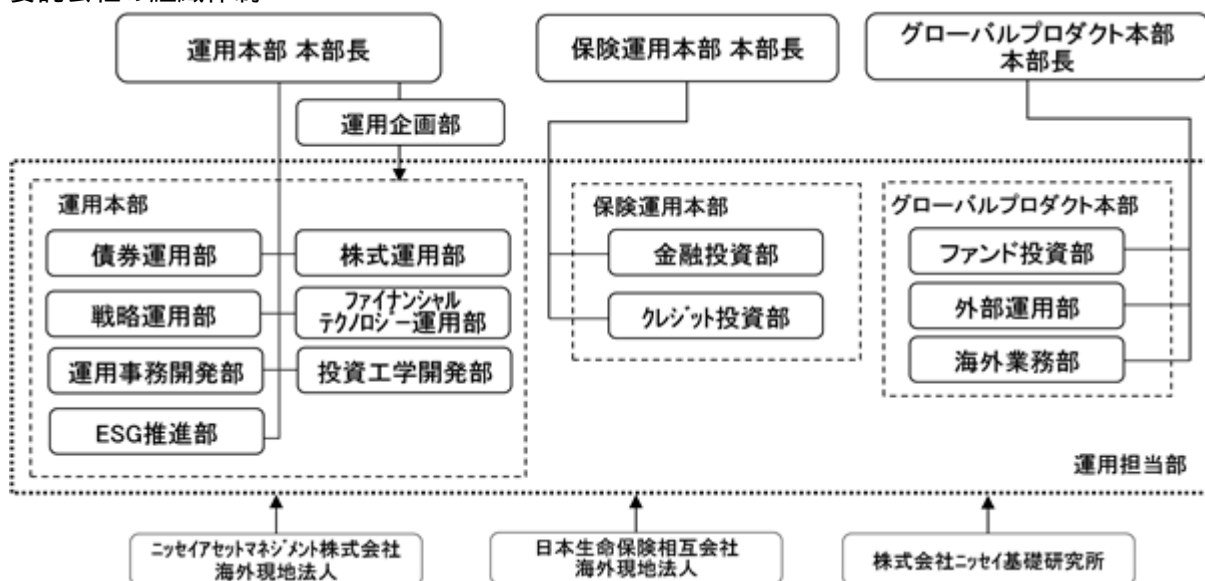 運用本部 本部長
保険運用本部 本部長
グローバルプロダクト本部
本部長
運用企画部
運用本部
債券運用部
株式運用部
戦略運用部
ファイナンシャル
テクノロジー運用部
運用事務開発部
投資工学開発部
ESG推進部
保険運用本部
金融投資部
クレジット投資部
グローバルプロダクト本部
ファンド投資部
外部運用部
海外業務部
運用担当部
ニッセイアセットマネジメント株式会社
海外現地法人
日本生命保険相互会社
海外現地法人
株式会社ニッセイ基礎研究所